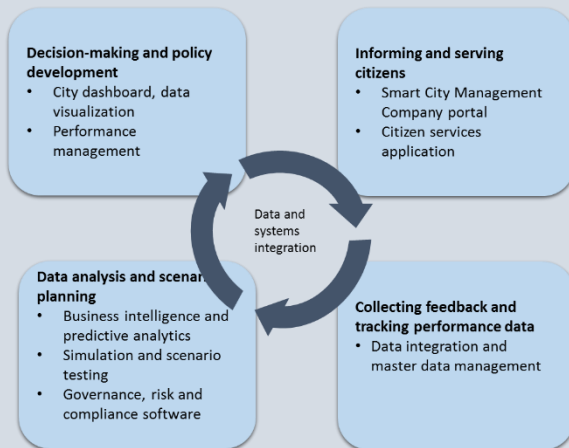 Decision-making and policy
development
• City dashboard, data
visualization
• Performance
management
Informing and serving
citizens
• Smart City Management
Company portal
• Citizen services
application
Data and
systems
integration
Data analysis and scenari
planning
• Business intelligence and
predictive analytics
• Simulation and scenario
testing
• Governance, risk and
compliance software
Collecting feedback and
tracking performance data
• Data integration and
master data management